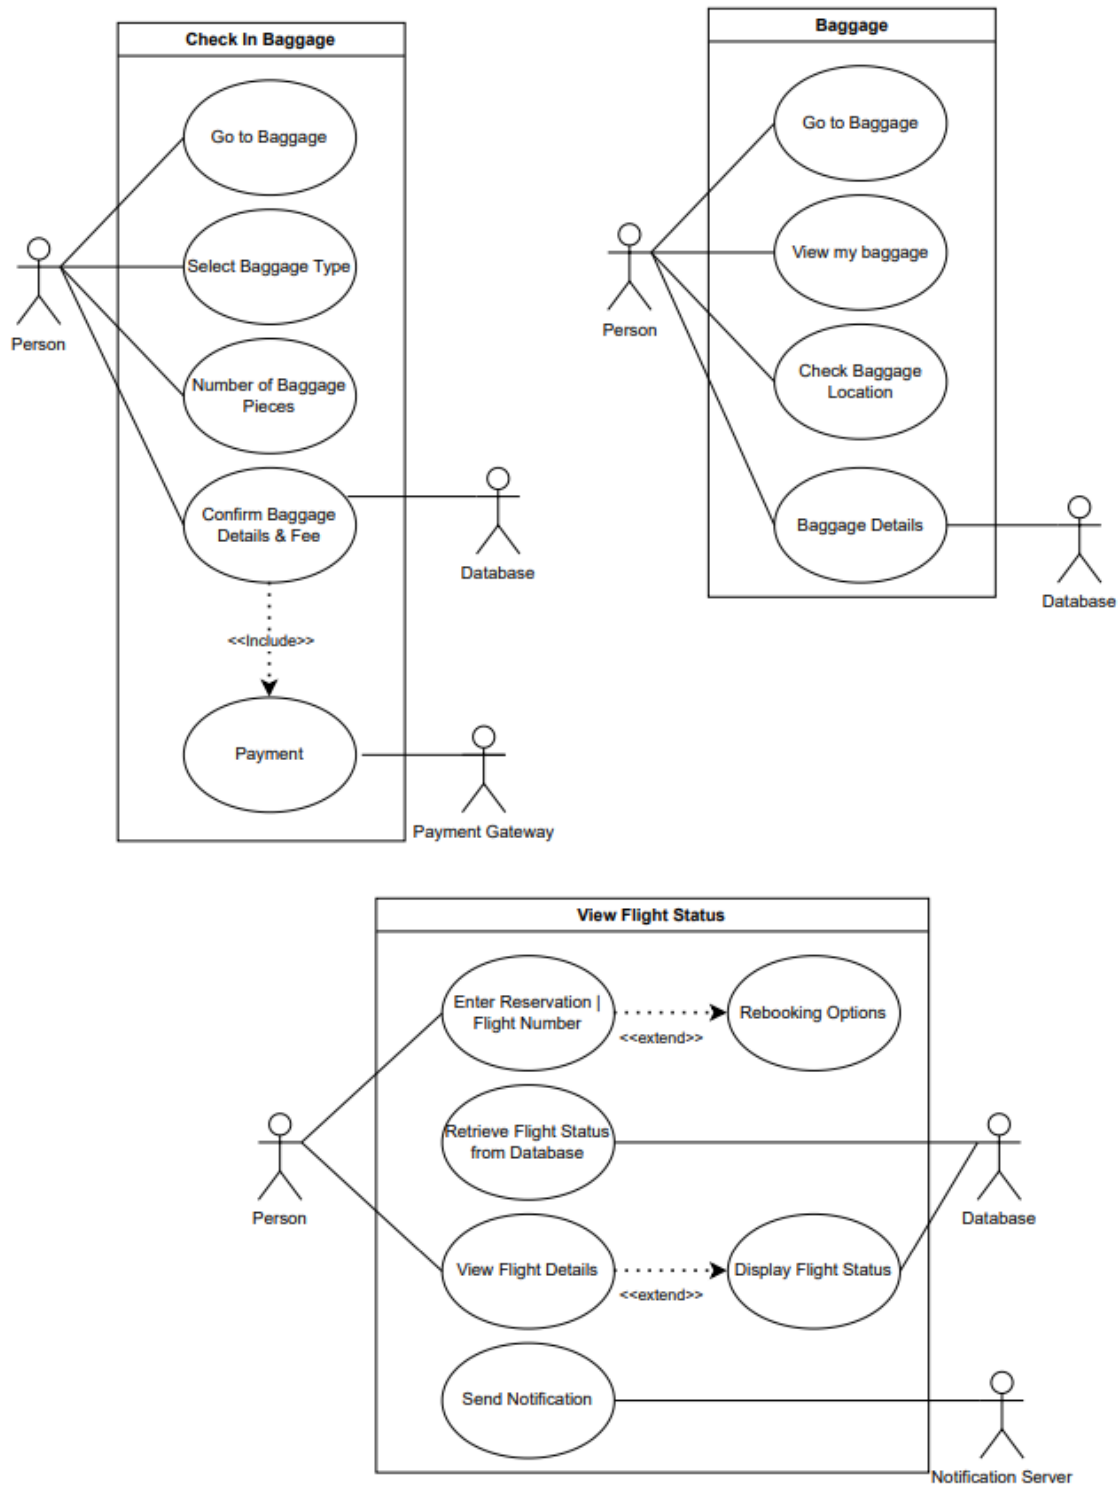 Check In Baggage
Go to Baggage
Select Baggage Type
Number of Baggage
Pieces
Confirm Baggage
Details & Fee
<<Include>>
Payment
Person
Database
Payment Gateway
Baggage
Go to Baggage
View my baggage
Check Baggage
Location
Baggage Details
Person
Database
View Flight Status
Enter Reservation |
Flight Number
<<extend>>
Rebooking Options
Retrieve Flight Status
from Database
Person
Database
View Flight Details
<<extend>>
Display Flight Status
Send Notification
Notification Server